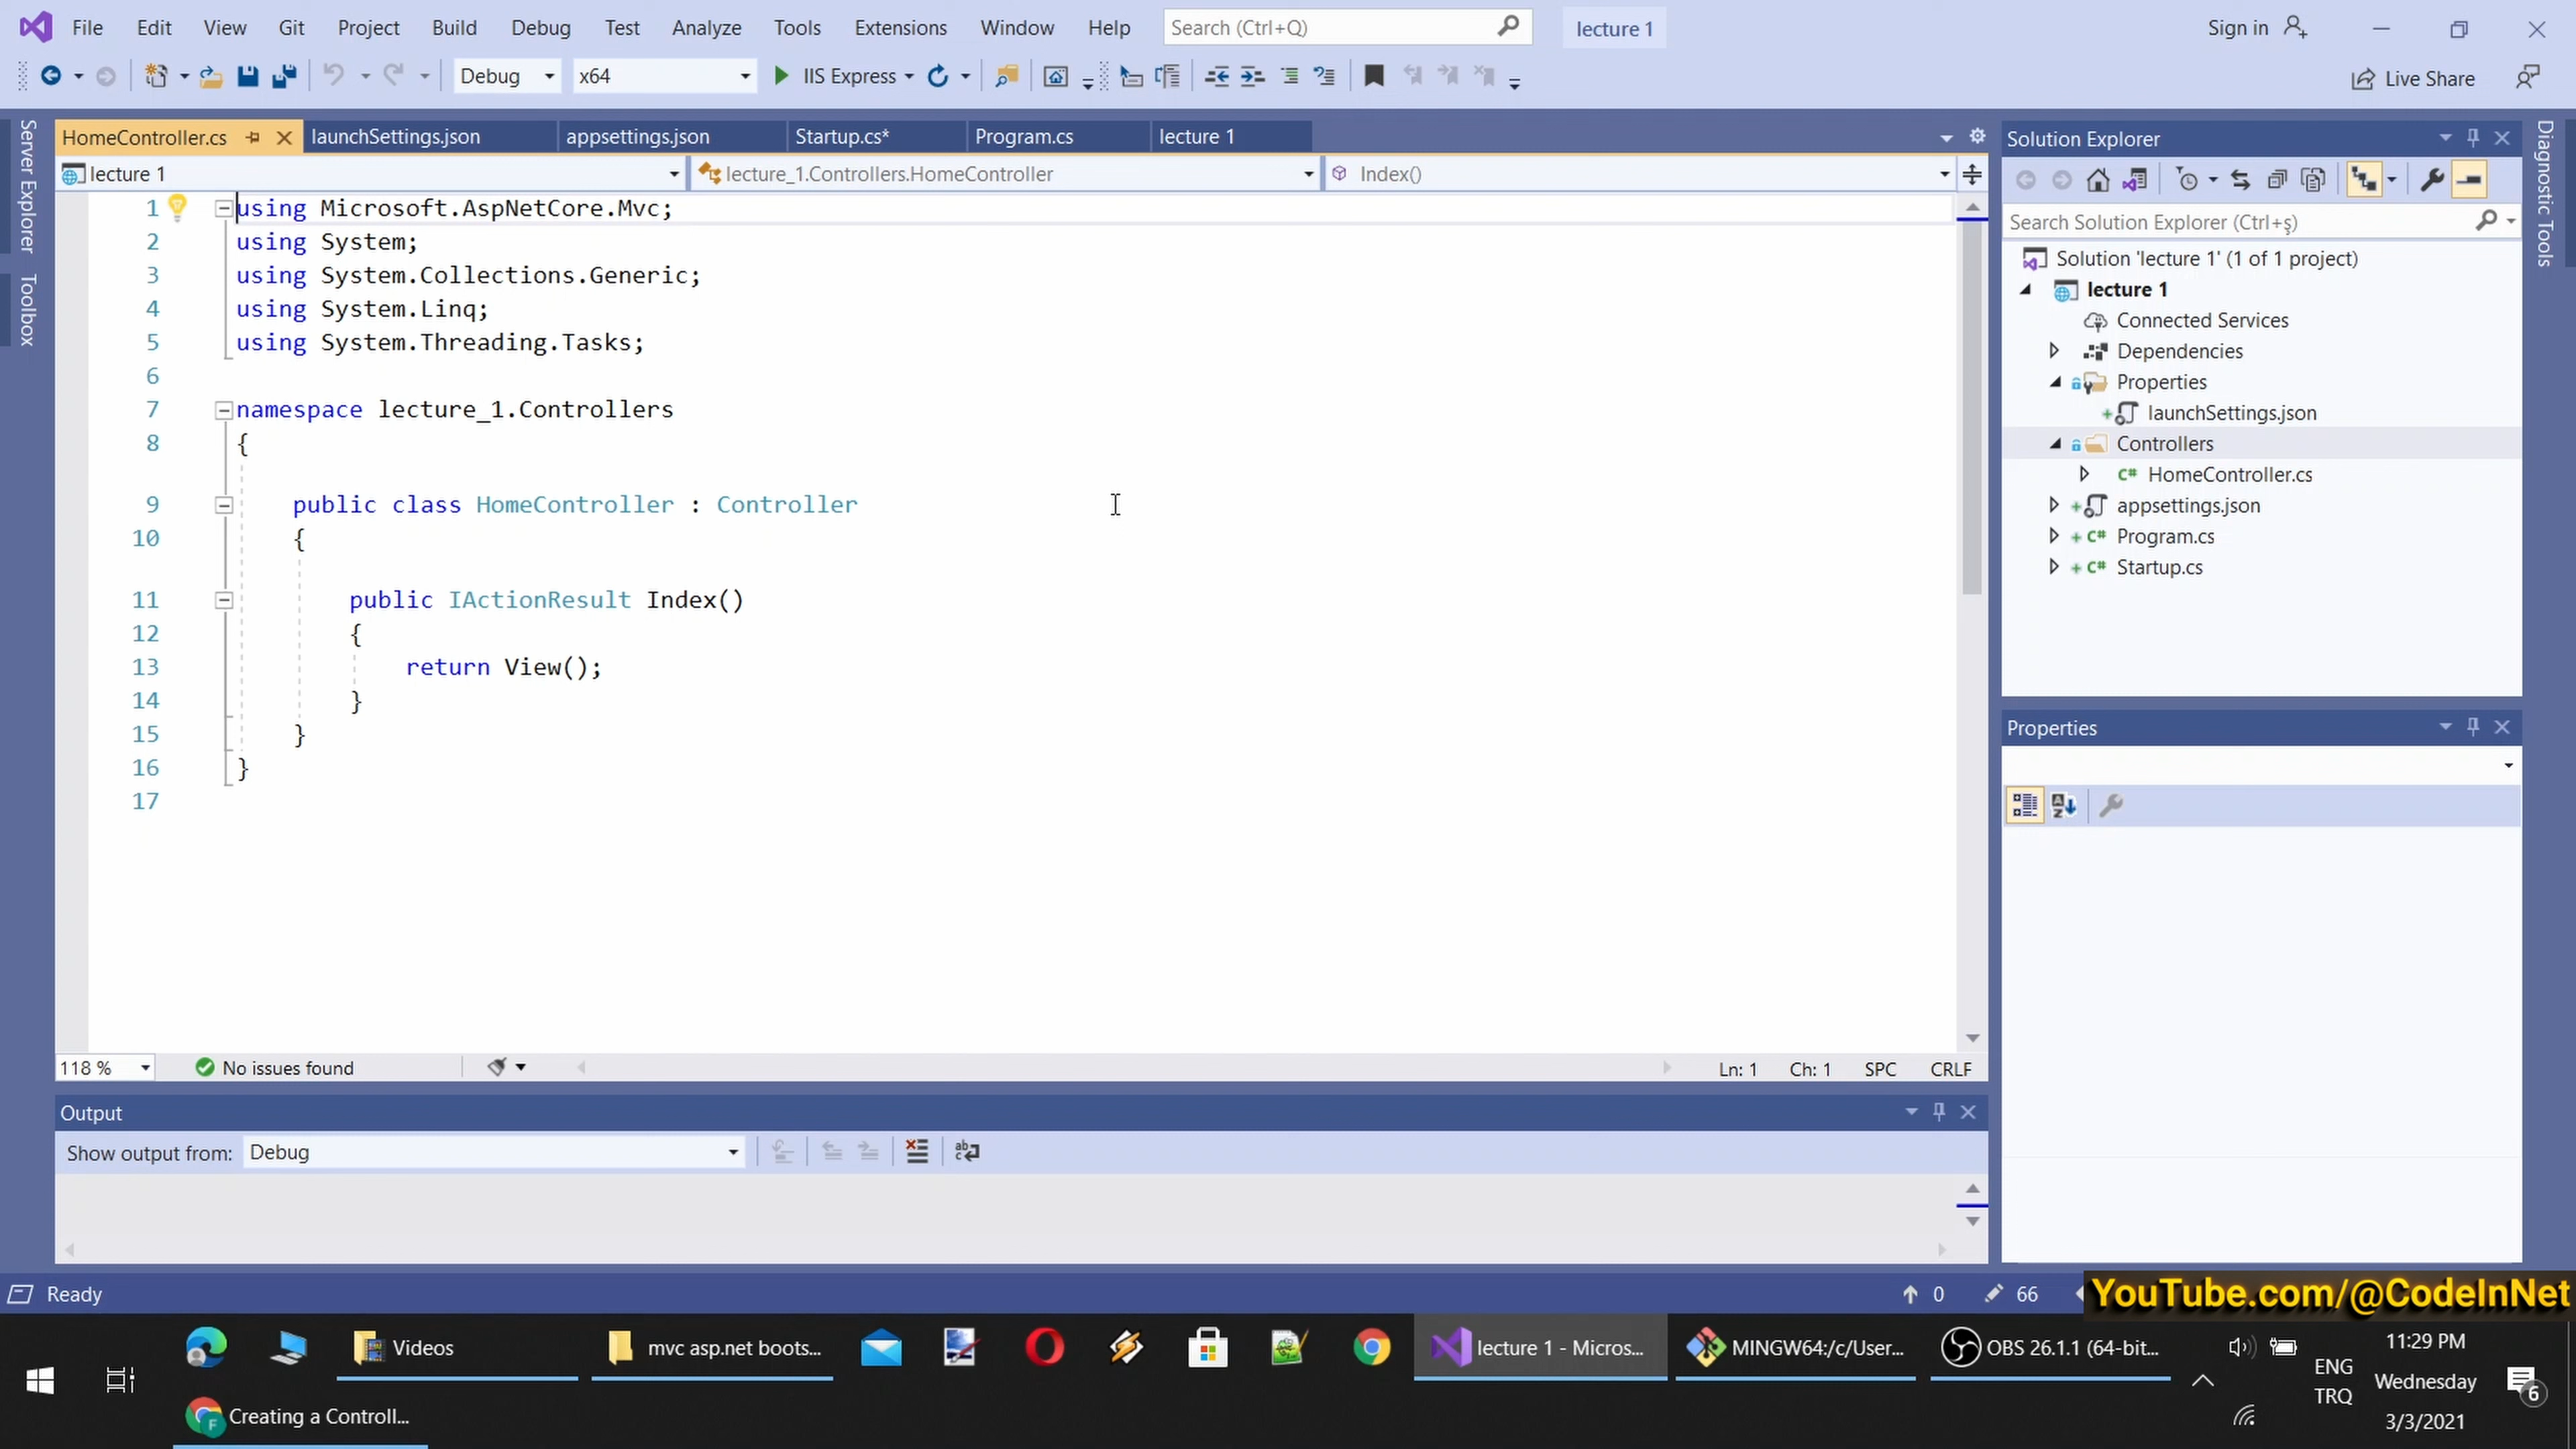 File Edit View Git Project Build Debug Test Analyze Tools Extensions Window Help Search (Ctrl+Q) lecture 1 Sign in
Debug x64 IIS Express Live Share
Server Explorer
Toolbox
HomeController.cs launchSettings.json appsettings.json Startup.cs* Program.cs lecture 1
lecture 1 lecture_1.Controllers.HomeController Index()
1 using Microsoft.AspNetCore.Mvc;
2 using System;
3 using System.Collections.Generic;
4 using System.Linq;
5 using System.Threading.Tasks;
6
7 namespace lecture_1.Controllers
8 {
9 public class HomeController : Controller
10 {
11 public IActionResult Index()
12 {
13 return View();
14 }
15 }
16 }
17
118 % No issues found Ln: 1 Ch: 1 SPC CRLF
Output
Show output from: Debug
Solution Explorer
Search Solution Explorer (Ctrl+ş)
Solution 'lecture 1' (1 of 1 project)
lecture 1
Connected Services
Dependencies
Properties
launchSettings.json
Controllers
C# HomeController.cs
appsettings.json
C# Program.cs
C# Startup.cs
Properties
Diagnostic Tools
Ready 0 66
YouTube.com/@CodeInNet
Videos mvc asp.net boots... lecture 1 - Micros... MINGW64:/c/User... OBS 26.1.1 (64-bit...
Creating a Controll...
ENG
TRQ
11:29 PM
Wednesday
3/3/2021
6